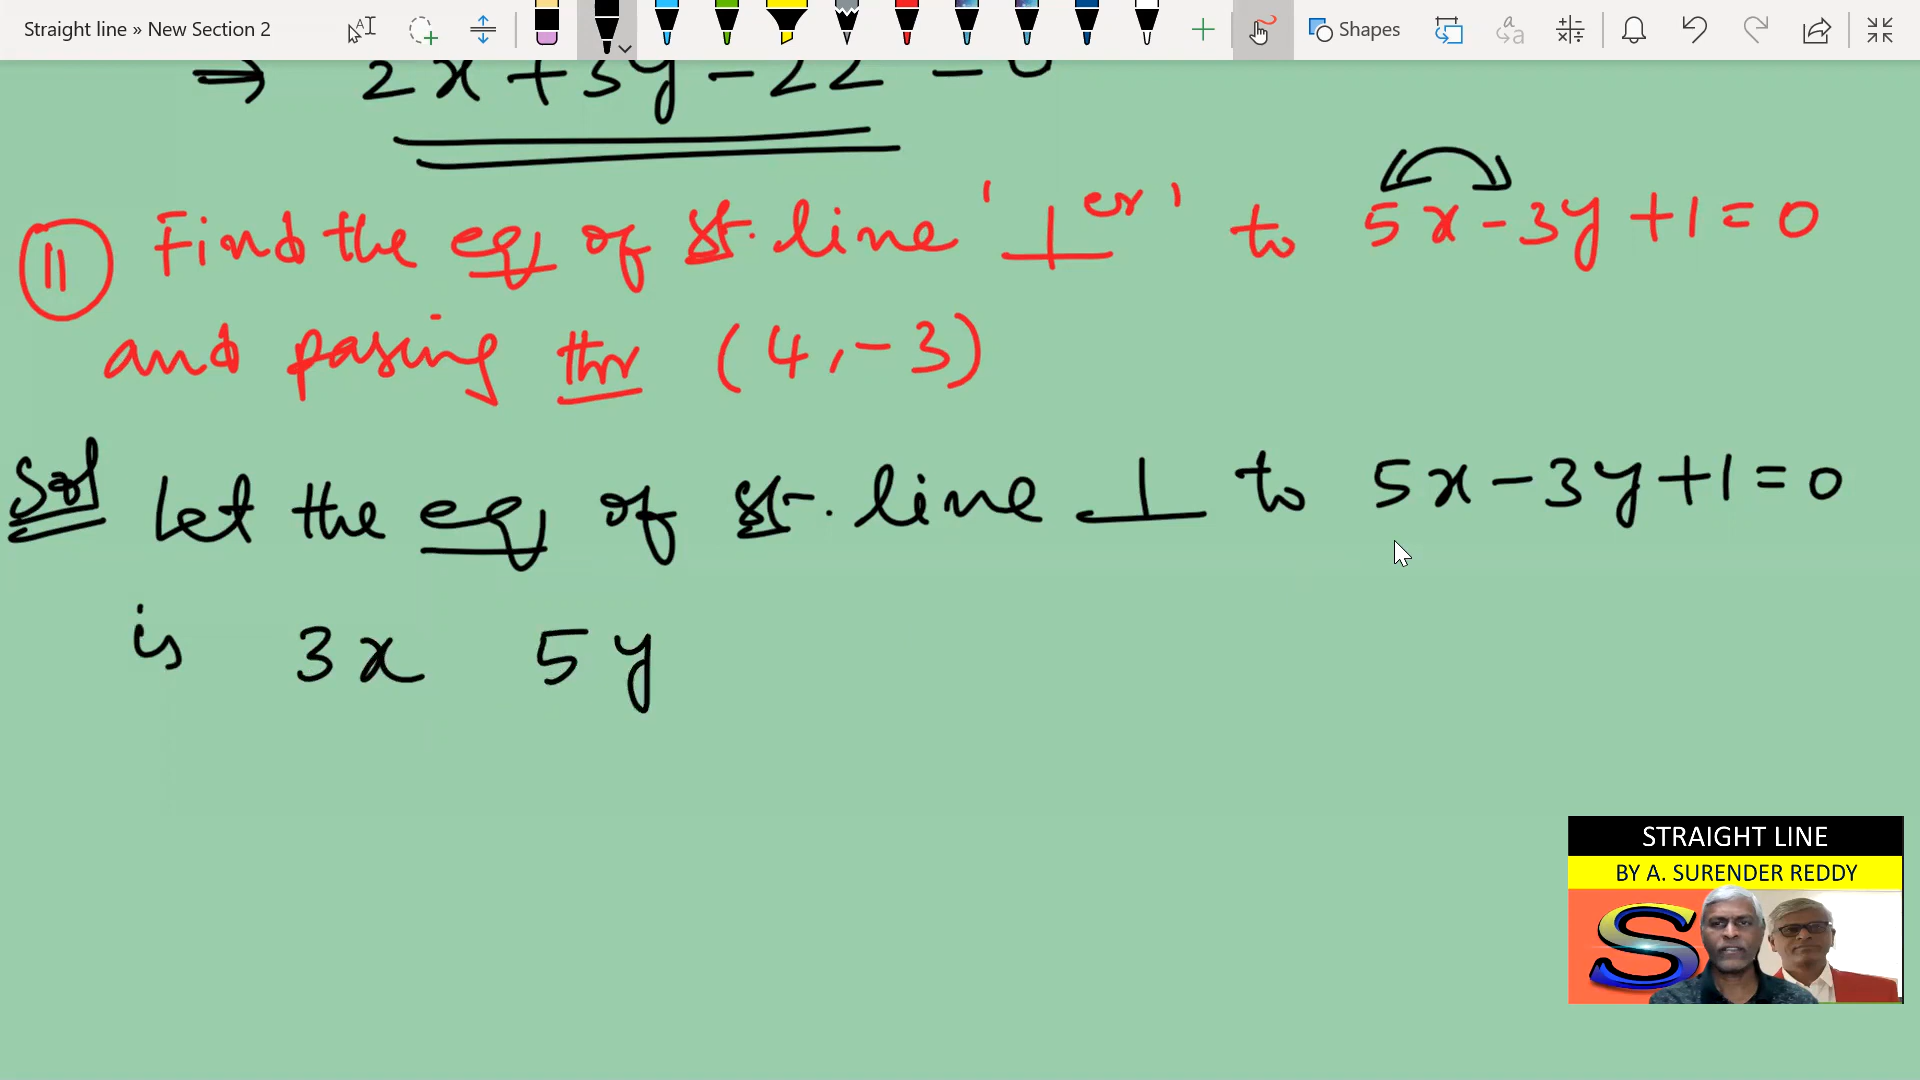 Straight line » New Section 2
Shapes
⇒ 2x+3y-22=0
11 Find the eq of st. line '⊥er' to 5x-3y+1=0
and pasing thr (4,-3)
Sol Let the eq of st. line ⊥ to 5x-3y+1=0
is 3x 5y
STRAIGHT LINE
BY A. SURENDER REDDY
S